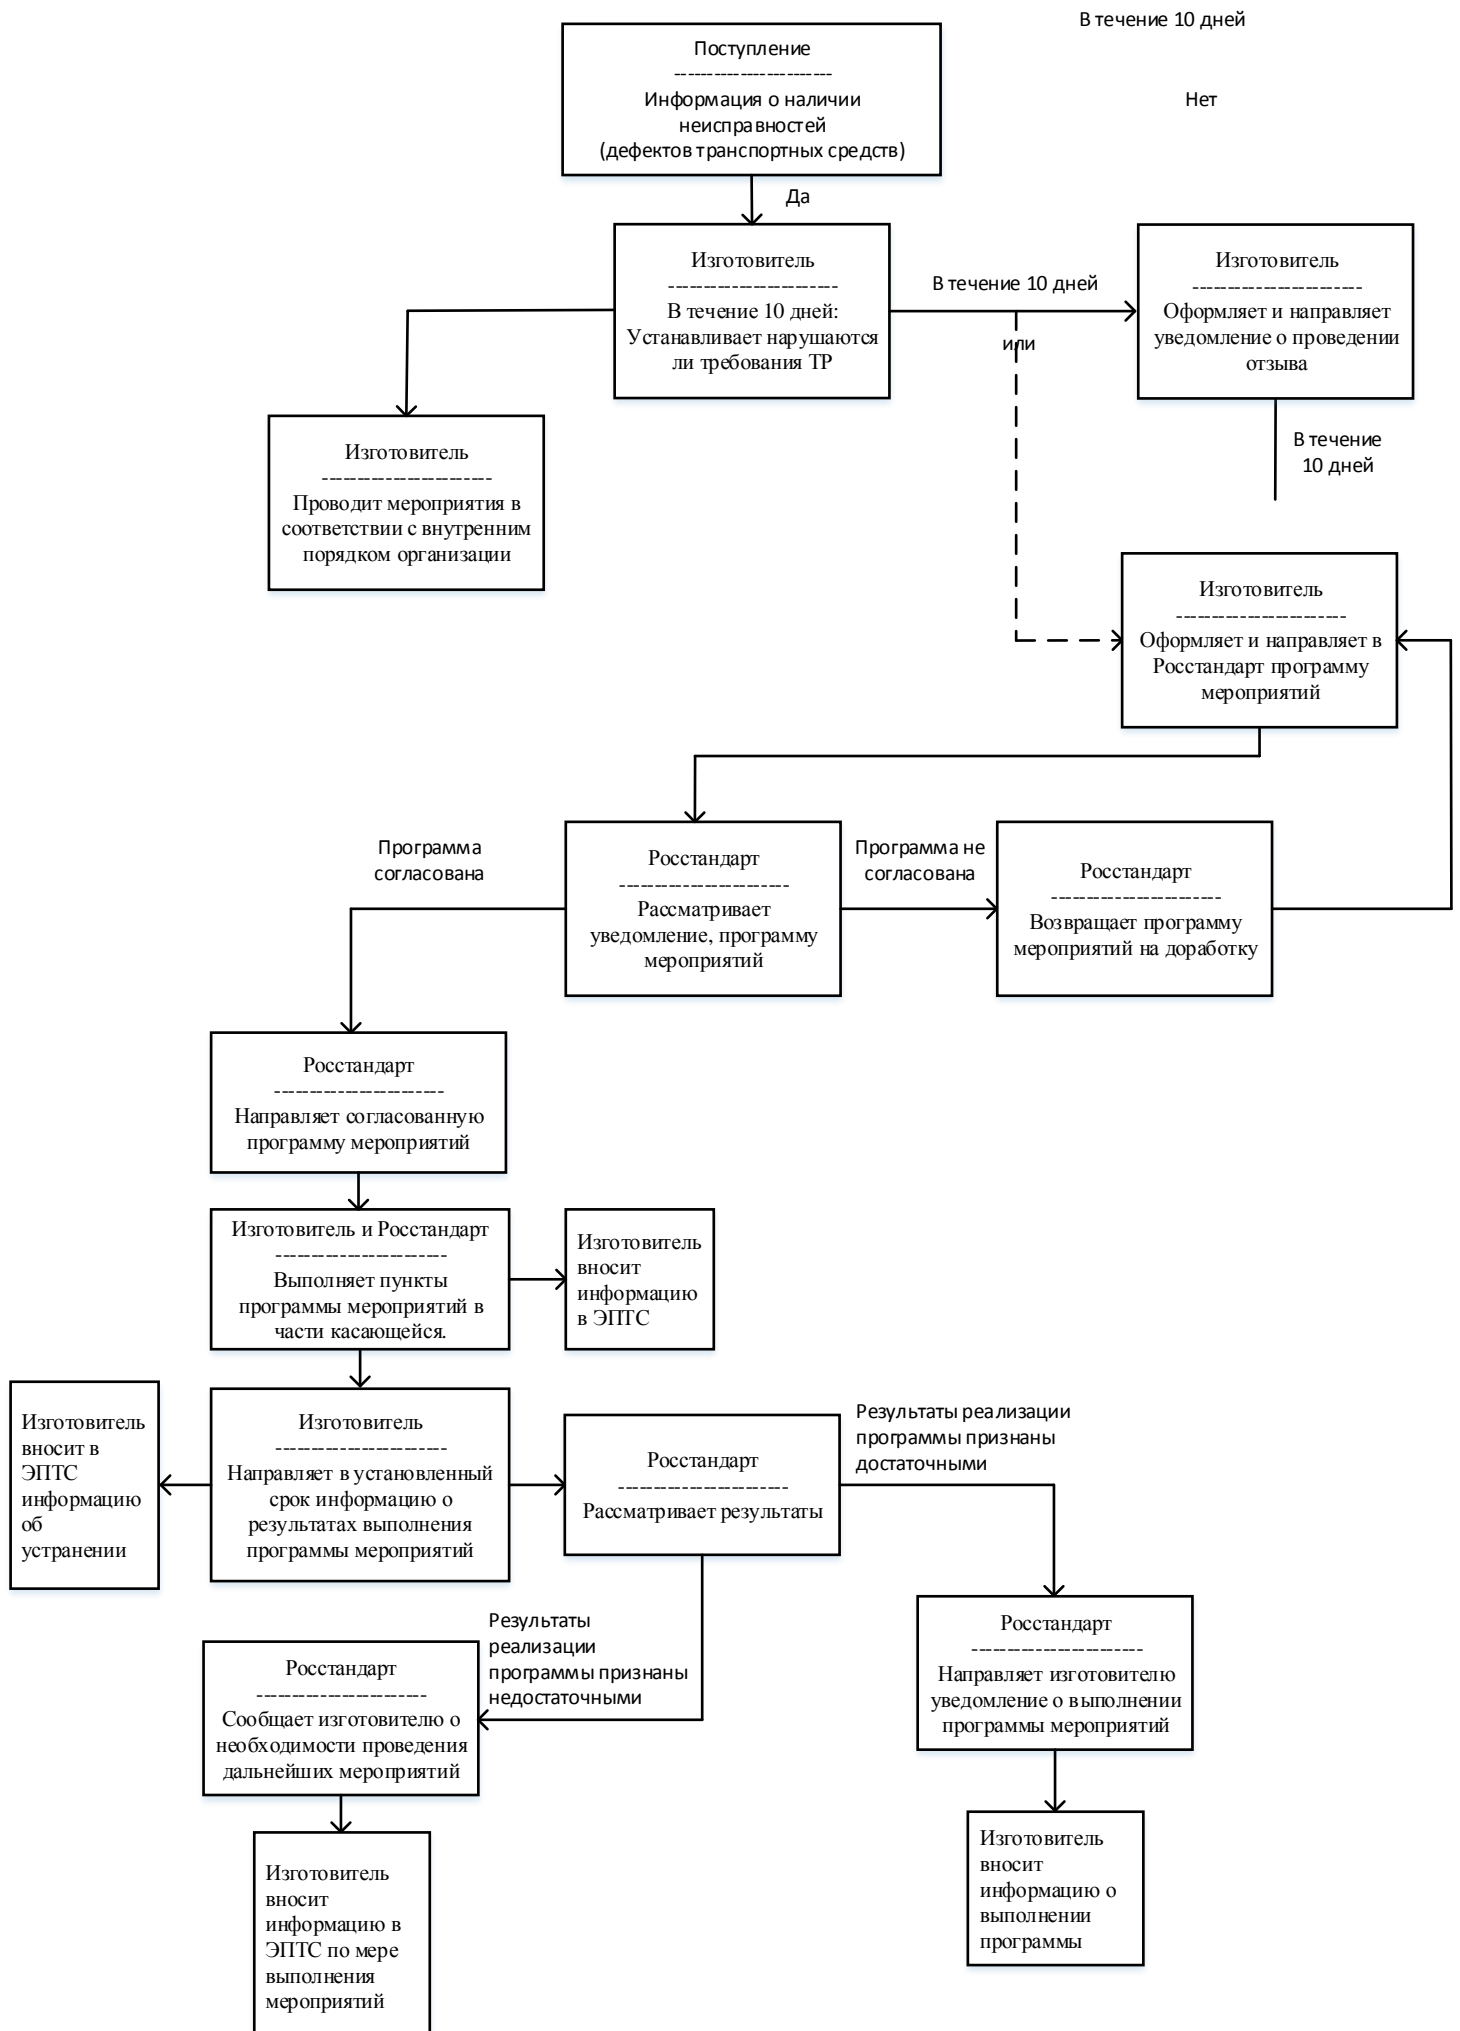 В течение 10 дней
Поступление
------------------------
Информация о наличии
неисправностей
(дефектов транспортных средств)
Нет
Да
Изготовитель
------------------------
В течение 10 дней:
Устанавливает нарушаются
ли требования ТР
В течение 10 дней
или
Изготовитель
------------------------
Оформляет и направляет
уведомление о проведении
отзыва
В течение
10 дней
Изготовитель
------------------------
Проводит мероприятия в
соответствии с внутренним
порядком организации
Изготовитель
------------------------
Оформляет и направляет в
Росстандарт программу
мероприятий
Программа
согласована
Росстандарт
------------------------
Рассматривает
уведомление, программу
мероприятий
Программа не
согласована
Росстандарт
------------------------
Возвращает программу
мероприятий на доработку
Росстандарт
------------------------
Направляет согласованную
программу мероприятий
Изготовитель и Росстандарт
------------------------
Выполняет пункты
программы мероприятий в
части касающейся.
Изготовитель
вносит
информацию
в ЭПТС
Изготовитель
вносит в
ЭПТС
информацию
об
устранении
Изготовитель
------------------------
Направляет в установленный
срок информацию о
результатах выполнения
программы мероприятий
Росстандарт
------------------------
Рассматривает результаты
Результаты реализации
программы признаны
достаточными
Результаты
реализации
программы признаны
недостаточными
Росстандарт
------------------------
Сообщает изготовителю о
необходимости проведения
дальнейших мероприятий
Росстандарт
------------------------
Направляет изготовителю
уведомление о выполнении
программы мероприятий
Изготовитель
вносит
информацию в
ЭПТС по мере
выполнения
мероприятий
Изготовитель
вносит
информацию о
выполнении
программы